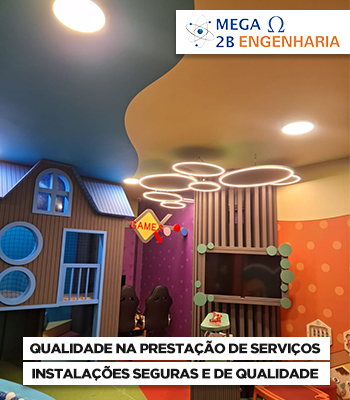 MEGA Ω
2B ENGENHARIA
GAME
QUALIDADE NA PRESTAÇÃO DE SERVIÇOS
INSTALAÇÕES SEGURAS E DE QUALIDADE